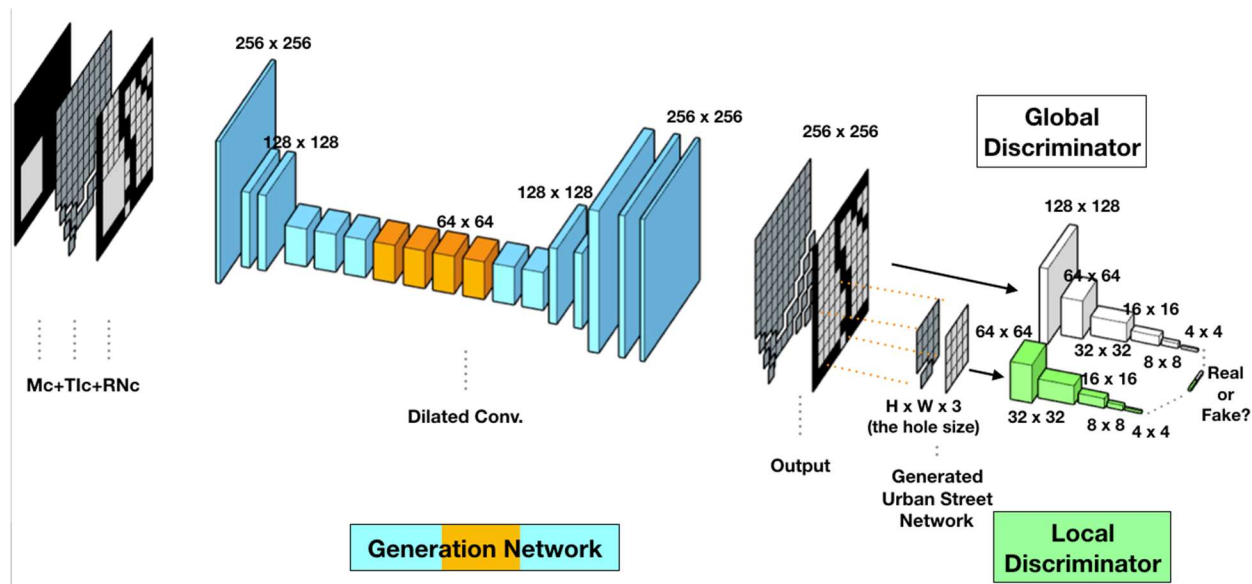 256 x 256
128 x 128
64 x 64
128 x 128
256 x 256
Mc+TIc+RNc
Dilated Conv.
Generation Network
256 x 256
Output
H x W x 3
(the hole size)
Generated
Urban Street
Network
Global
Discriminator
128 x 128
64 x 64
16 x 16
4 x 4
32 x 32
8 x 8
64 x 64
16 x 16
32 x 32
8 x 8
4 x 4
Real
or
Fake?
Local
Discriminator